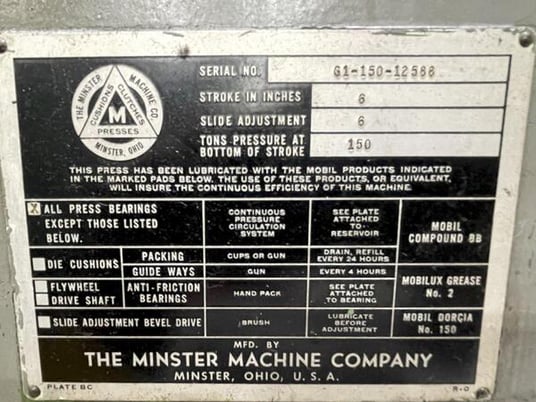 THE MINSTER MACHINE CO.
CUSHIONS CLUTCHES
M
PRESSES
MINSTER, OHIO
SERIAL NO. G1-150-12588
STROKE IN INCHES 6
SLIDE ADJUSTMENT 6
TONS PRESSURE AT
BOTTOM OF STROKE 150
THIS PRESS HAS BEEN LUBRICATED WITH THE MOBIL PRODUCTS INDICATED
IN THE MARKED PADS BELOW. THE USE OF THESE PRODUCTS, OR EQUIVALENT,
WILL INSURE THE CONTINUOUS EFFICIENCY OF THIS MACHINE.
X ALL PRESS BEARINGS
EXCEPT THOSE LISTED
BELOW.
CONTINUOUS
PRESSURE
CIRCULATION
SYSTEM
SEE PLATE
ATTACHED
TO
RESERVOIR
MOBIL
COMPOUND BB
DIE CUSHIONS
PACKING
CUPS OR GUN
DRAIN, REFILL
EVERY 24 HOURS
GUIDE WAYS
GUN
EVERY 4 HOURS
FLYWHEEL
DRIVE SHAFT
ANTI-FRICTION
BEARINGS
HAND PACK
SEE PLATE
ATTACHED
TO BEARING
MOBILUX GREASE
No. 2
SLIDE ADJUSTMENT BEVEL DRIVE
BRUSH
LUBRICATE
BEFORE
ADJUSTMENT
MOBIL DORCIA
No. 150
MFD. BY
THE MINSTER MACHINE COMPANY
MINSTER, OHIO, U. S. A.
PLATE BC
R-O